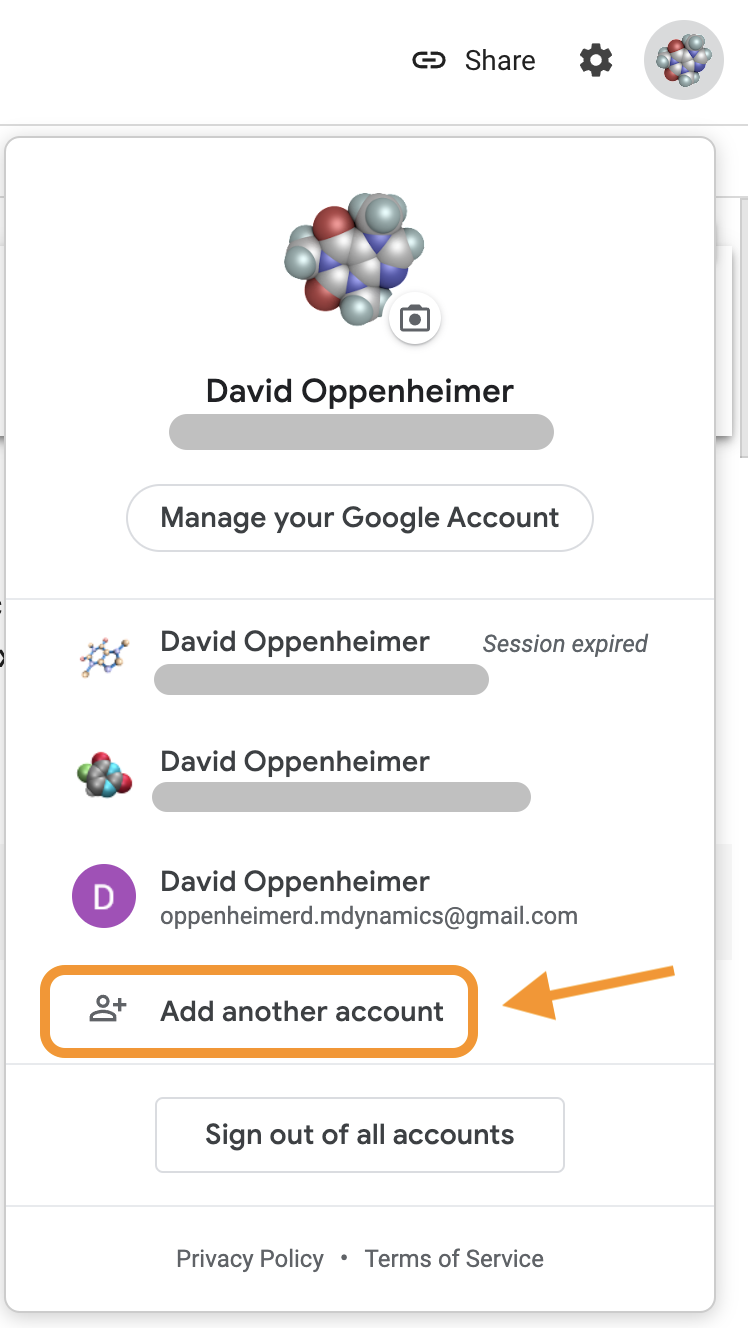 Share
David Oppenheimer
Manage your Google Account
David Oppenheimer Session expired
David Oppenheimer
D
David Oppenheimer
oppenheimerd.mdynamics@gmail.com
Add another account
Sign out of all accounts
Privacy Policy • Terms of Service